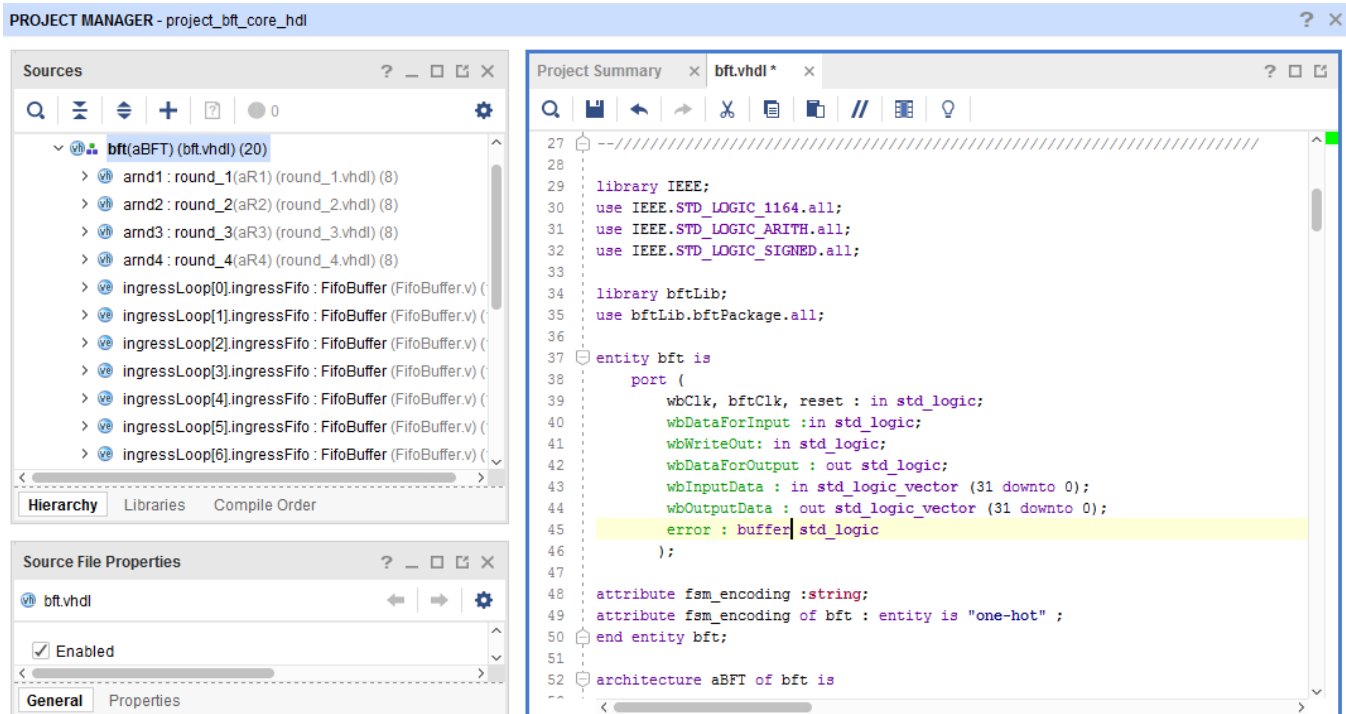 PROJECT MANAGER - project_bft_core_hdl
Sources
0
bft(aBFT) (bft.vhdl) (20)
arnd1 : round_1(aR1) (round_1.vhdl) (8)
arnd2 : round_2(aR2) (round_2.vhdl) (8)
arnd3 : round_3(aR3) (round_3.vhdl) (8)
arnd4 : round_4(aR4) (round_4.vhdl) (8)
ingressLoop[0].ingressFifo : FifoBuffer (FifoBuffer.v) (
ingressLoop[1].ingressFifo : FifoBuffer (FifoBuffer.v) (
ingressLoop[2].ingressFifo : FifoBuffer (FifoBuffer.v) (
ingressLoop[3].ingressFifo : FifoBuffer (FifoBuffer.v) (
ingressLoop[4].ingressFifo : FifoBuffer (FifoBuffer.v) (
ingressLoop[5].ingressFifo : FifoBuffer (FifoBuffer.v) (
ingressLoop[6].ingressFifo : FifoBuffer (FifoBuffer.v) (
Hierarchy Libraries Compile Order
Source File Properties
bft.vhdl
Enabled
General Properties
Project Summary bft.vhdl *
27 --/////////////////////////////////////////////////////////////////////////
28
29 library IEEE;
30 use IEEE.STD_LOGIC_1164.all;
31 use IEEE.STD_LOGIC_ARITH.all;
32 use IEEE.STD_LOGIC_SIGNED.all;
33
34 library bftLib;
35 use bftLib.bftPackage.all;
36
37 entity bft is
38 port (
39 wbClk, bftClk, reset : in std_logic;
40 wbDataForInput :in std_logic;
41 wbWriteOut: in std_logic;
42 wbDataForOutput : out std_logic;
43 wbInputData : in std_logic_vector (31 downto 0);
44 wbOutputData : out std_logic_vector (31 downto 0);
45 error : buffer std_logic
46 );
47
48 attribute fsm_encoding :string;
49 attribute fsm_encoding of bft : entity is "one-hot" ;
50 end entity bft;
51
52 architecture aBFT of bft is